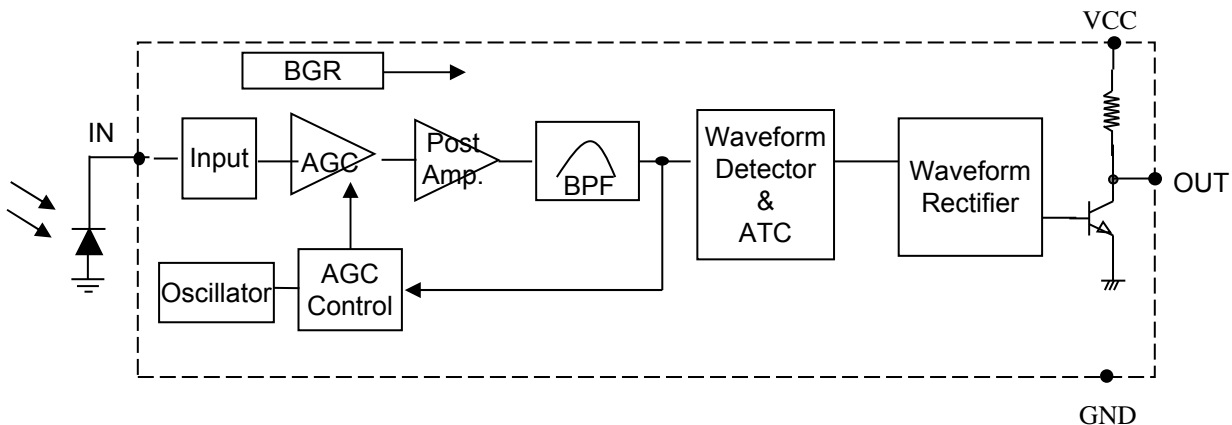 VCC
BGR
IN
Input
AGC
Post
Amp.
BPF
Waveform
Detector
&
ATC
Waveform
Rectifier
OUT
Oscillator
AGC
Control
GND